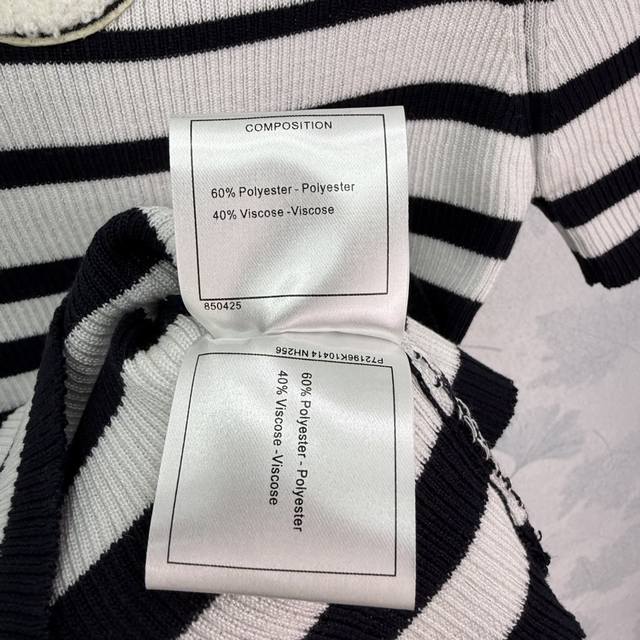 COMPOSITION
60% Polyester - Polyester
40% Viscose -Viscose
850425
P72196K10414 NH256
60% Polyester - Polyester
40% Viscose -Viscose